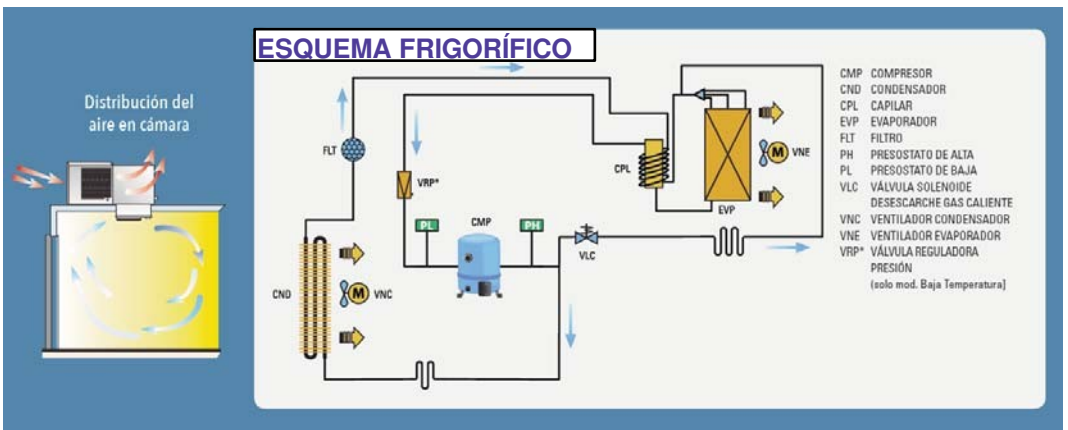 ESQUEMA FRIGORÍFICO
Distribución del
aire en cámara
FLT
VRP*
CPL
M
VNE
EVP
PL
CMP
PH
VLC
CND
M
VNC
CMP COMPRESOR
CND CONDENSADOR
CPL CAPILAR
EVP EVAPORADOR
FLT FILTRO
PH PRESOSTATO DE ALTA
PL PRESOSTATO DE BAJA
VLC VÁLVULA SOLENOIDE
DESESCARCHE GAS CALIENTE
VNC VENTILADOR CONDENSADOR
VNE VENTILADOR EVAPORADOR
VRP* VÁLVULA REGULADORA
PRESIÓN
(solo mod. Baja Temperatura)